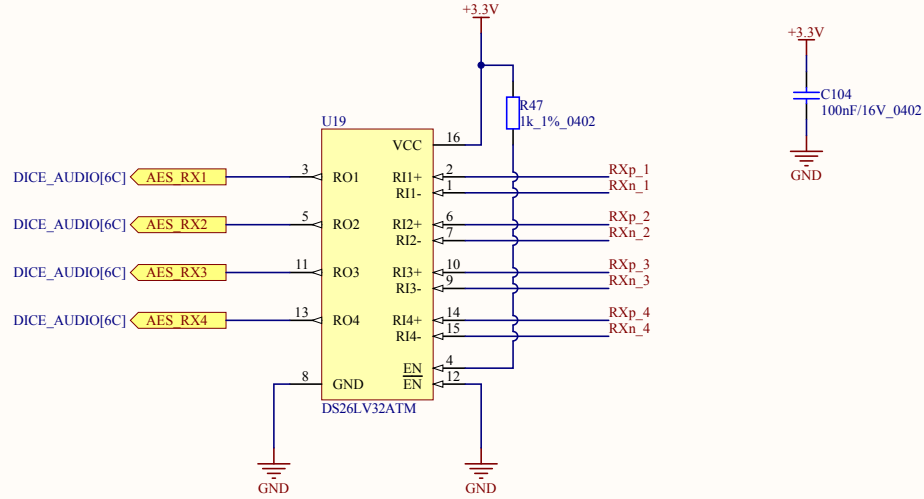 +3.3V
+3.3V
C104
100nF/16V_0402
GND
R47
1k_1%_0402
U19
VCC 16
DICE_AUDIO[6C] AES_RX1 3 RO1 RI1+ 2 RXp_1
RI1- 1 RXn_1
DICE_AUDIO[6C] AES_RX2 5 RO2 RI2+ 6 RXp_2
RI2- 7 RXn_2
DICE_AUDIO[6C] AES_RX3 11 RO3 RI3+ 10 RXp_3
RI3- 9 RXn_3
DICE_AUDIO[6C] AES_RX4 13 RO4 RI4+ 14 RXp_4
RI4- 15 RXn_4
EN 4
8 GND EN 12
DS26LV32ATM
GND
GND